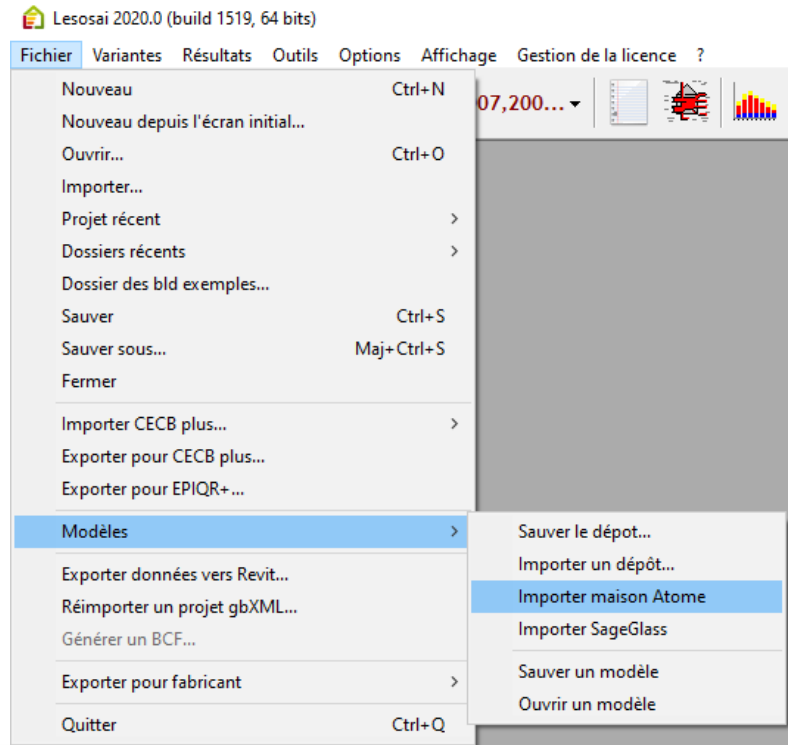 Lesosai 2020.0 (build 1519, 64 bits)
Fichier Variantes Résultats Outils Options Affichage Gestion de la licence ?
07,200...
Nouveau Ctrl+N
Nouveau depuis l'écran initial...
Ouvrir... Ctrl+O
Importer...
Projet récent
Dossiers récents
Dossier des bld exemples...
Sauver Ctrl+S
Sauver sous... Maj+Ctrl+S
Fermer
Importer CECB plus...
Exporter pour CECB plus...
Exporter pour EPIQR+...
Modèles
Exporter données vers Revit...
Réimporter un projet gbXML...
Générer un BCF...
Exporter pour fabricant
Quitter Ctrl+Q
Sauver le dépot...
Importer un dépôt...
Importer maison Atome
Importer SageGlass
Sauver un modèle
Ouvrir un modèle